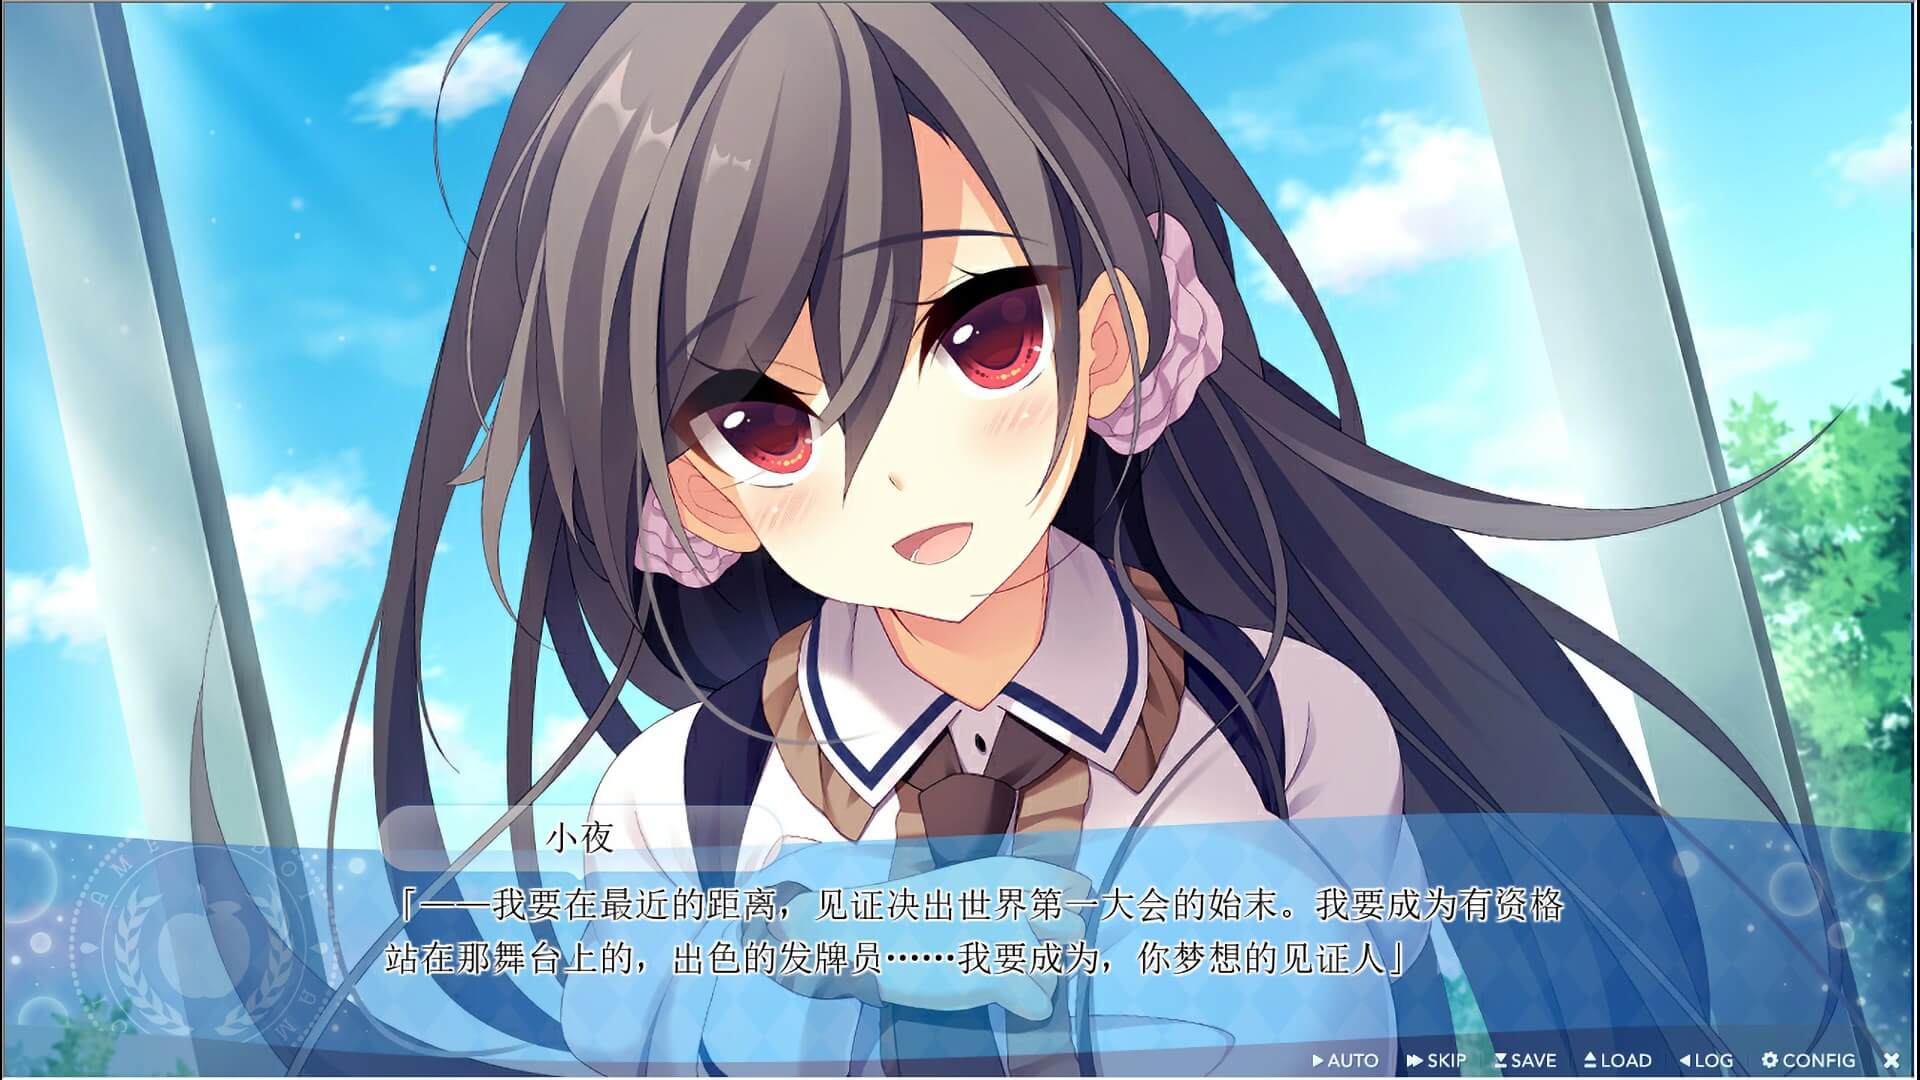 小夜
「——我要在最近的距离，见证决出世界第一大会的始末。我要成为有资格
站在那舞台上的，出色的发牌员……我要成为，你梦想的见证人」
AUTO SKIP SAVE LOAD LOG CONFIG